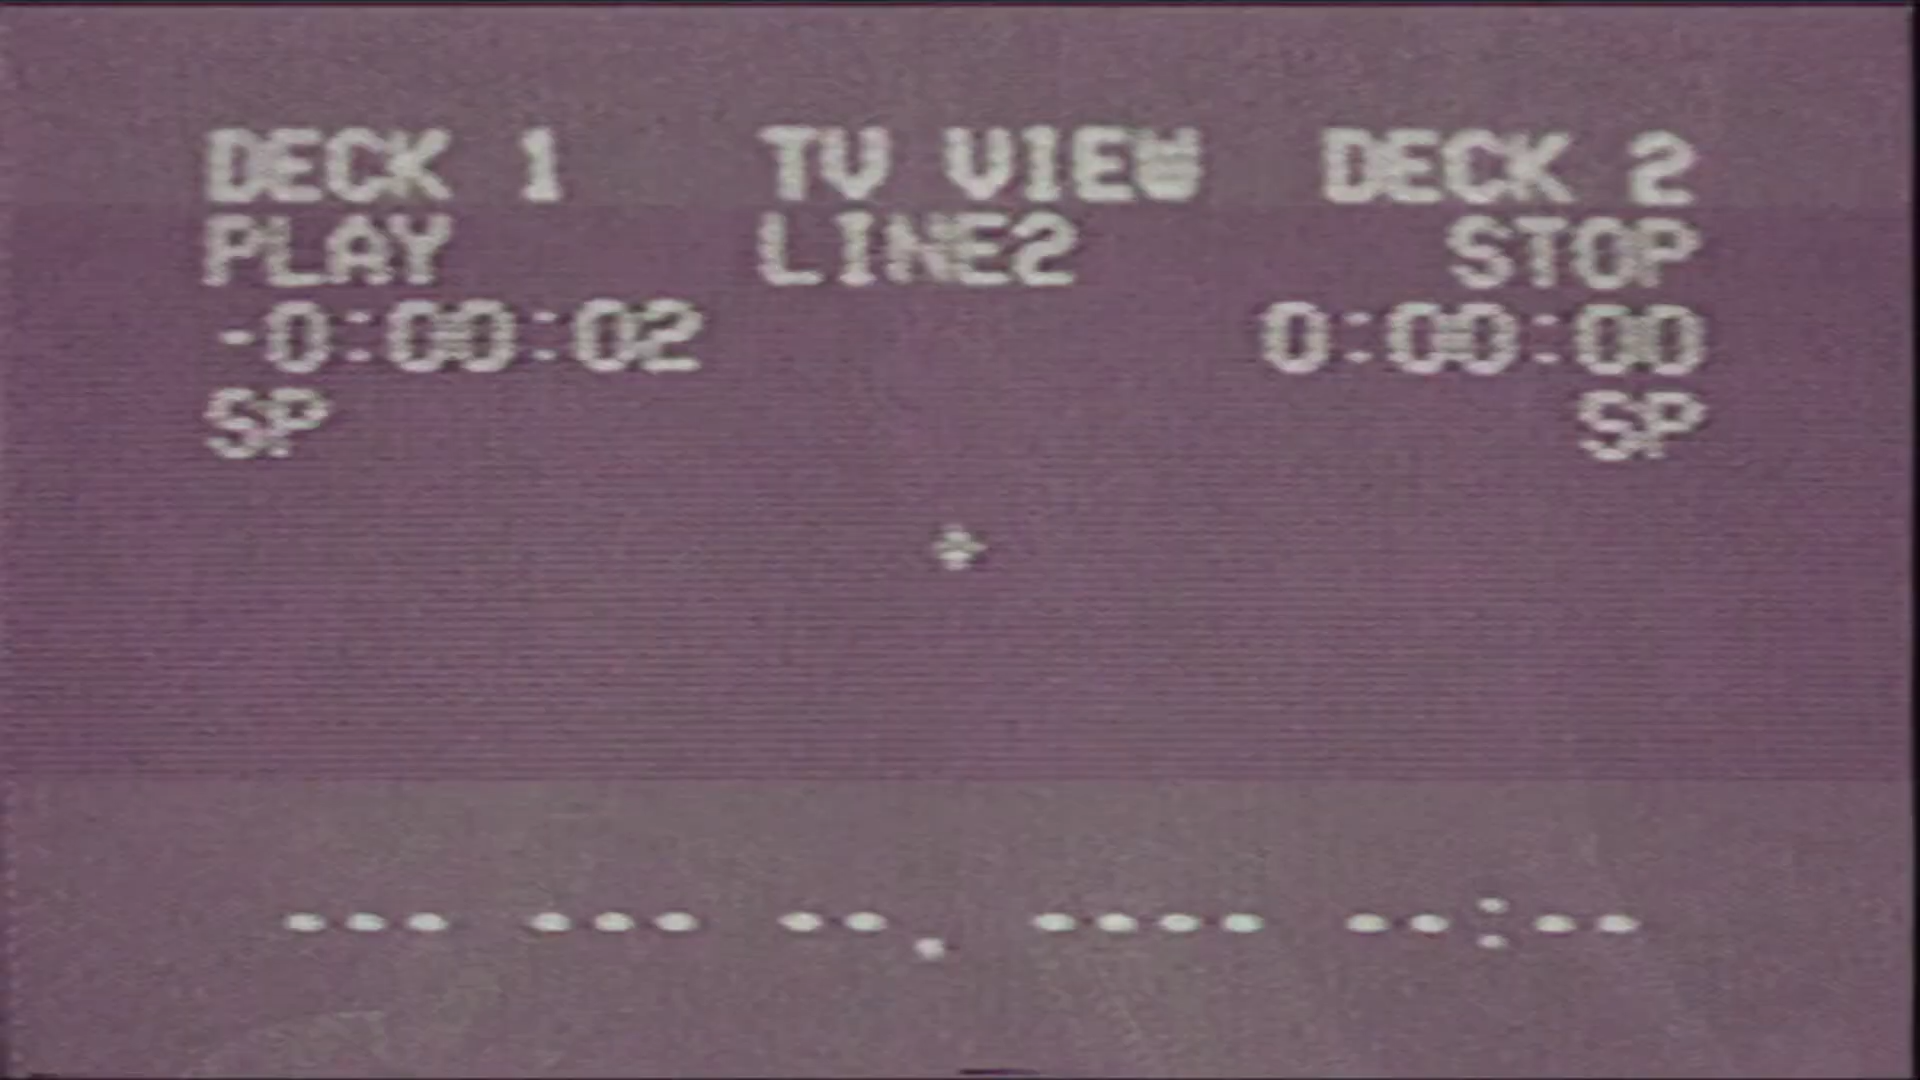 DECK 1 TV VIEW DECK 2
PLAY LINE2 STOP
-0:00:02 0:00:00
SP SP
--- --- --, ---- --:--